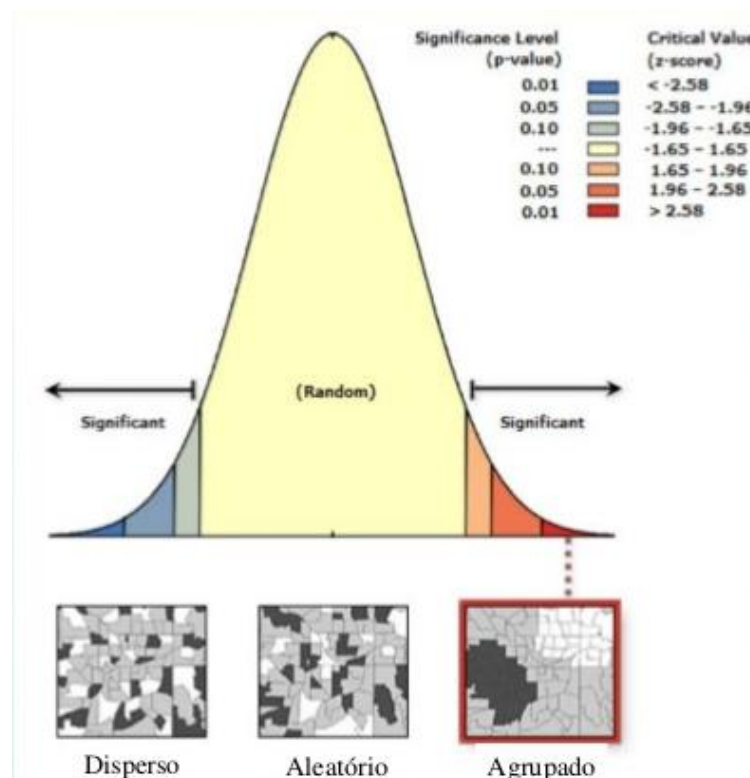 Significance Level Critical Value
(p-value) (z-score)
0.01 < -2.58
0.05 -2.58 – -1.96
0.10 -1.96 – -1.65
--- -1.65 – 1.65
0.10 1.65 – 1.96
0.05 1.96 – 2.58
0.01 > 2.58
(Random)
Significant Significant
Disperso Aleatório Agrupado